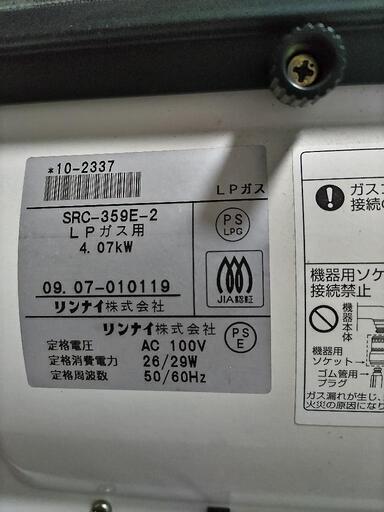 *10-2337
LPガス
SRC-359E-2
LPガス用
4.07kW
PS
LPG
JIA認証
09.07-010119
リンナイ株式会社
リンナイ株式会社
PS
E
定格電圧 AC 100V
定格消費電力 26/29W
定格周波数 50/60Hz
ガス
接続の
機器用ソケ
接続禁止
機器本体
機器用
ソケット
ゴム管用
プラグ
ガス漏れが生じ、
火災の原因にな